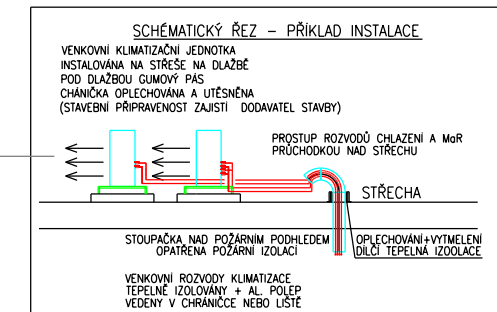 SCHÉMATICKÝ ŘEZ – PŘÍKLAD INSTALACE
VENKOVNÍ KLIMATIZAČNÍ JEDNOTKA
INSTALOVÁNA NA STŘEŠE NA DLAŽBĚ
POD DLAŽBOU GUMOVÝ PÁS
CHÁNIČKA OPLECHOVÁNA A UTĚSNĚNA
(STAVEBNÍ PŘIPRAVENOST ZAJISTÍ DODAVATEL STAVBY)
PROSTUP ROZVODŮ CHLAZENÍ A MaR
PRŮCHODKOU NAD STŘECHU
STŘECHA
STOUPAČKA NAD POŽÁRNÍM PODHLEDEM
OPATŘENA POŽÁRNÍ IZOLACÍ
OPLECHOVÁNÍ+VYTMELENÍ
DÍLČÍ TEPELNÁ IZOOLACE
VENKOVNÍ ROZVODY KLIMATIZACE
TEPELNĚ IZOLOVÁNY + AL. POLEP
VEDENY V CHRÁNIČCE NEBO LIŠTĚ